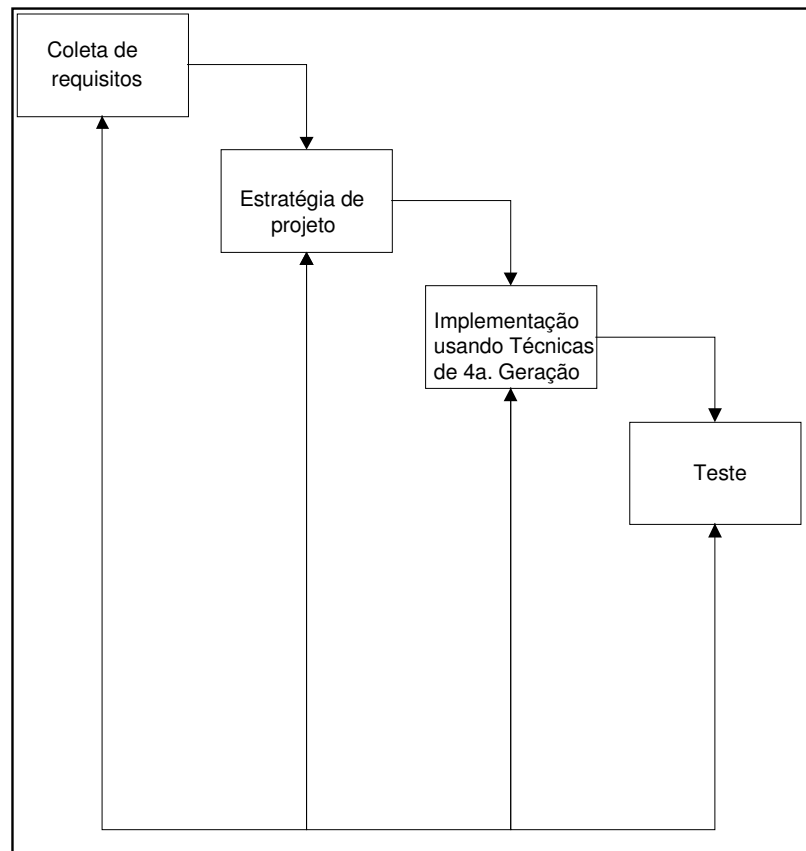 Coleta de
requisitos
Estratégia de
projeto
Implementação
usando Técnicas
de 4a. Geração
Teste